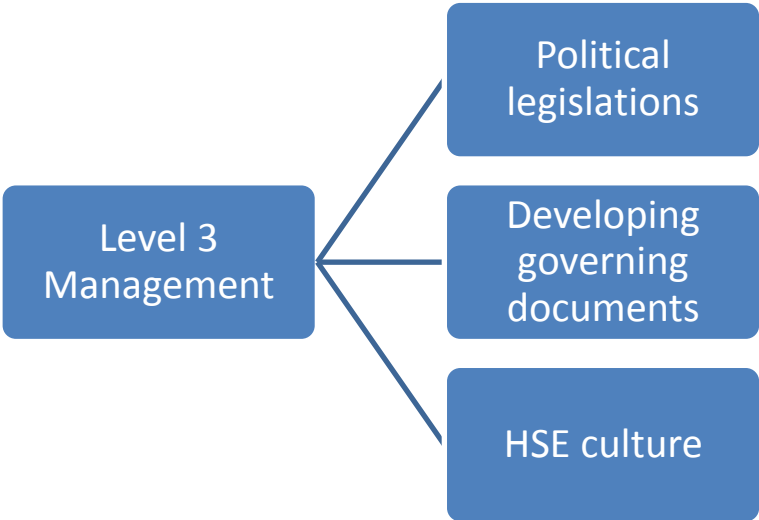 Level 3
Management
Political
legislations
Developing
governing
documents
HSE culture